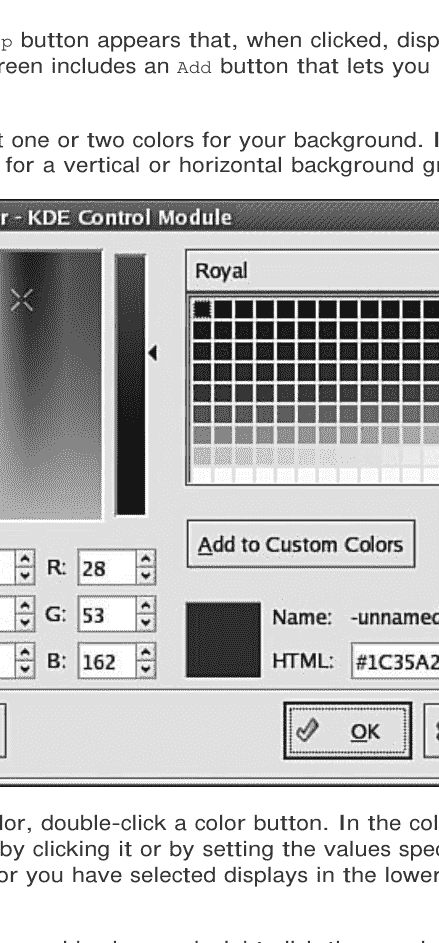 p button appears that, when clicked, disp
reen includes an Add button that lets you
t one or two colors for your background. I
for a vertical or horizontal background gr
r - KDE Control Module
Royal
Add to Custom Colors
R: 28
G: 53
B: 162
Name: -unnamed
HTML: #1C35A2
OK
lor, double-click a color button. In the col
by clicking it or by setting the values spec
or you have selected displays in the lower